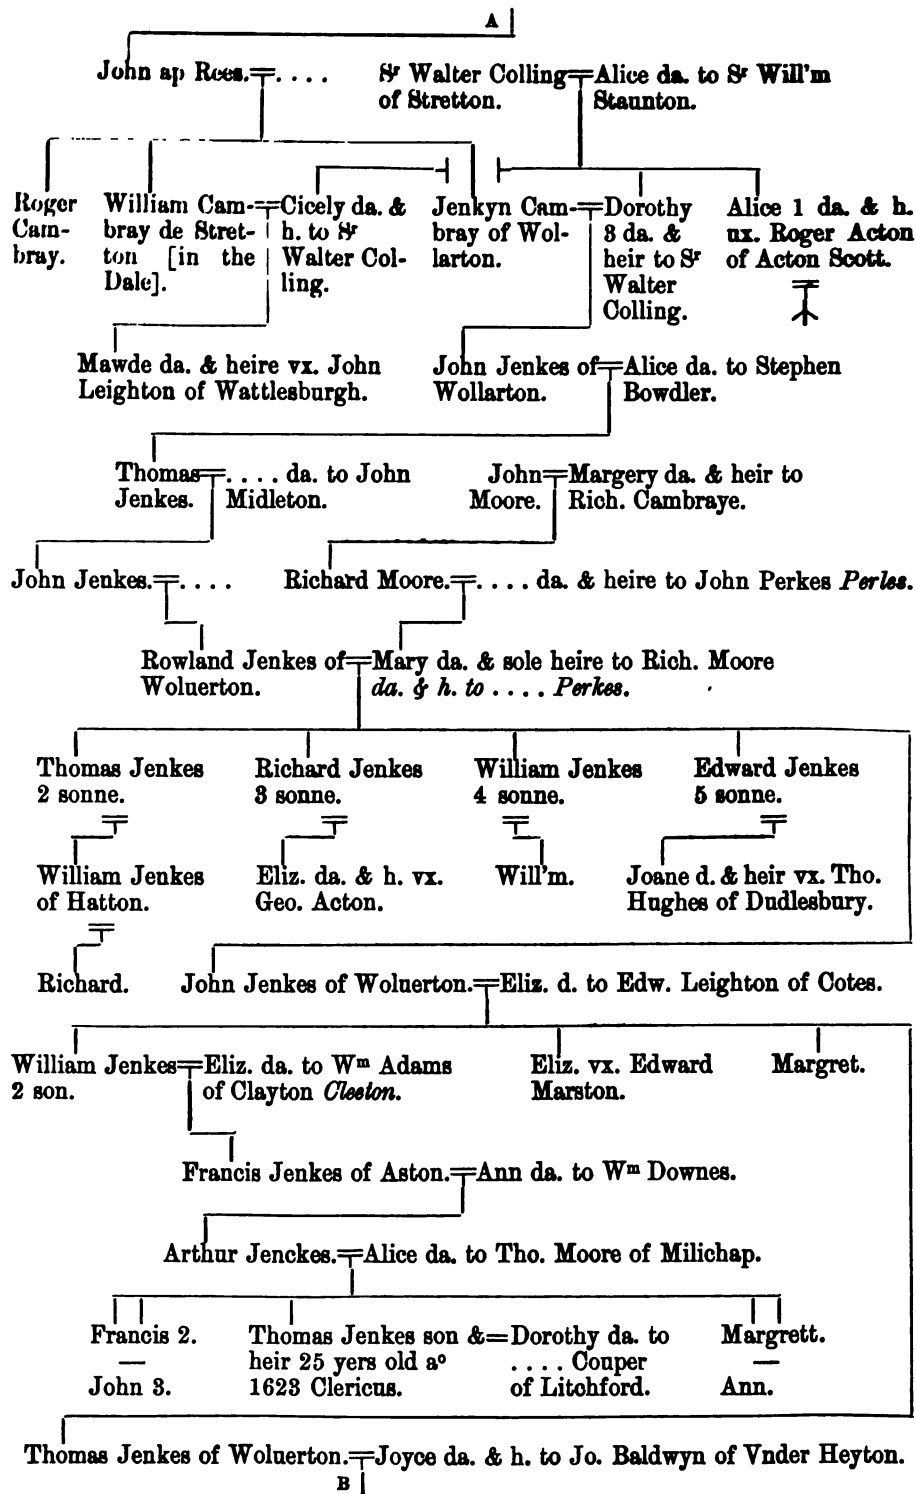 A
John ap Rees. . . . .
Sr Walter Colling
of Stretton.
Alice da. to Sr Will'm
Staunton.
Roger
Cam-
bray.
William Cam-
bray de Stret-
ton [in the
Dale].
Cicely da. &
h. to Sr
Walter Col-
ling.
Jenkyn Cam-
bray of Wol-
larton.
Dorothy
3 da. &
heir to Sr
Walter
Colling.
Alice 1 da. & h.
ux. Roger Acton
of Acton Scott.
Mawde da. & heire vx. John
Leighton of Wattlesburgh.
John Jenkes of
Wollarton.
Alice da. to Stephen
Bowdler.
Thomas
Jenkes.
. . . . da. to John
Midleton.
John
Moore.
Margery da. & heir to
Rich. Cambraye.
John Jenkes. . . . .
Richard Moore. . . . . da. & heire to John Perkes Perles.
Rowland Jenkes of
Woluerton.
Mary da. & sole heire to Rich. Moore
da. & h. to . . . . Perkes.
Thomas Jenkes
2 sonne.
Richard Jenkes
3 sonne.
William Jenkes
4 sonne.
Edward Jenkes
5 sonne.
William Jenkes
of Hatton.
Eliz. da. & h. vx.
Geo. Acton.
Will'm.
Joane d. & heir vx. Tho.
Hughes of Dudlesbury.
Richard.
John Jenkes of Woluerton. Eliz. d. to Edw. Leighton of Cotes.
William Jenkes
2 son.
Eliz. da. to Wm Adams
of Clayton Cleeton.
Eliz. vx. Edward
Marston.
Margret.
Francis Jenkes of Aston. Ann da. to Wm Downes.
Arthur Jenckes. Alice da. to Tho. Moore of Milichap.
Francis 2.
—
John 3.
Thomas Jenkes son &
heir 25 yers old ao
1623 Clericus.
Dorothy da. to
. . . . Couper
of Litchford.
Margrett.
—
Ann.
Thomas Jenkes of Woluerton. Joyce da. & h. to Jo. Baldwyn of Vnder Heyton.
B